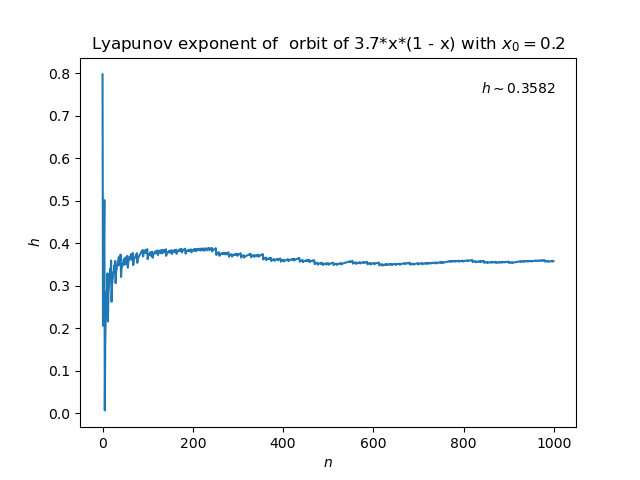 Lyapunov exponent of  orbit of 3.7*x*(1 - x) with x₀ = 0.2
h ~ 0.3582
0.8
0.7
0.6
0.5
0.4
0.3
0.2
0.1
0.0
h
0 200 400 600 800 1000
n